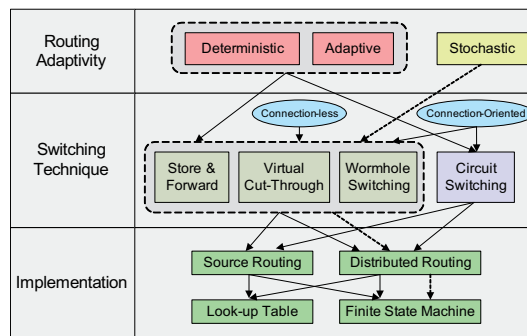 Routing
Adaptivity
Deterministic
Adaptive
Stochastic
Switching
Technique
Connection-less
Connection-Oriented
Store &
Forward
Virtual
Cut-Through
Wormhole
Switching
Circuit
Switching
Implementation
Source Routing
Distributed Routing
Look-up Table
Finite State Machine